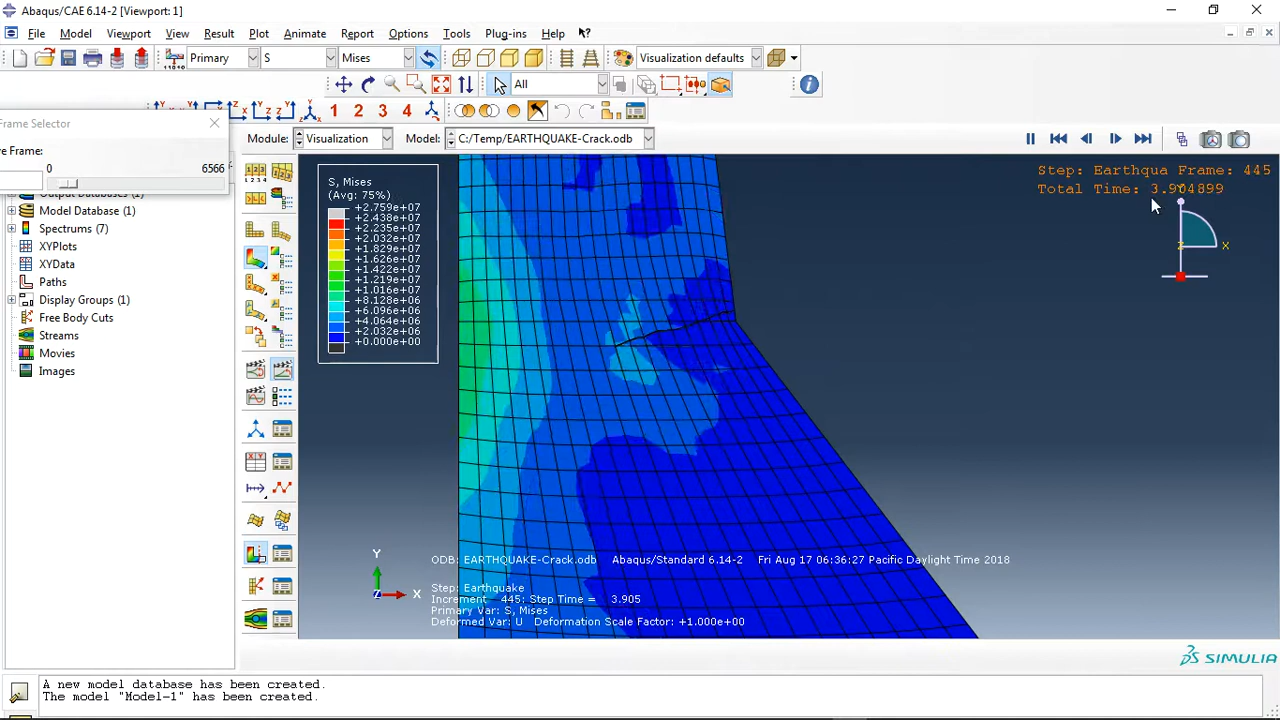 Abaqus/CAE 6.14-2 [Viewport: 1]
File Model Viewport View Result Plot Animate Report Options Tools Plug-ins Help
Primary S Mises Visualization defaults
All
1 2 3 4
Frame Selector
Module: Visualization Model: C:/Temp/EARTHQUAKE-Crack.odb
ve Frame:
0 6566
Output Databases (1)
Model Database (1)
Spectrums (7)
XYPlots
XYData
Paths
Display Groups (1)
Free Body Cuts
Streams
Movies
Images
S, Mises
(Avg: 75%)
+2.759e+07
+2.438e+07
+2.235e+07
+2.032e+07
+1.829e+07
+1.626e+07
+1.422e+07
+1.219e+07
+1.016e+07
+8.128e+06
+6.096e+06
+4.064e+06
+2.032e+06
+0.000e+00
Step: Earthqua Frame: 445
Total Time: 3.904899
Y
Z X
ODB: EARTHQUAKE-Crack.odb Abaqus/Standard 6.14-2 Fri Aug 17 06:36:27 Pacific Daylight Time 2018
Y
Z X
Step: Earthquake
Increment 445: Step Time = 3.905
Primary Var: S, Mises
Deformed Var: U Deformation Scale Factor: +1.000e+00
SIMULIA
A new model database has been created.
The model "Model-1" has been created.